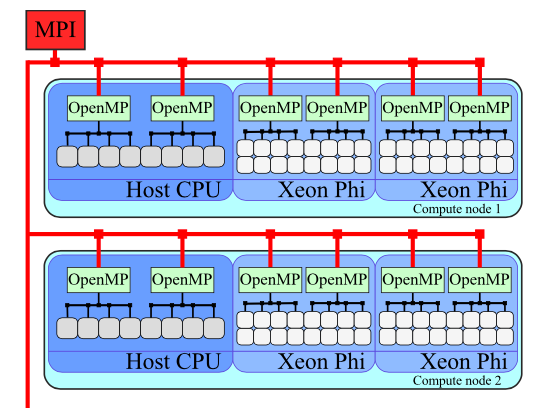 MPI
OpenMP OpenMP OpenMP OpenMP OpenMP OpenMP
Host CPU Xeon Phi Xeon Phi
Compute node 1
OpenMP OpenMP OpenMP OpenMP OpenMP OpenMP
Host CPU Xeon Phi Xeon Phi
Compute node 2